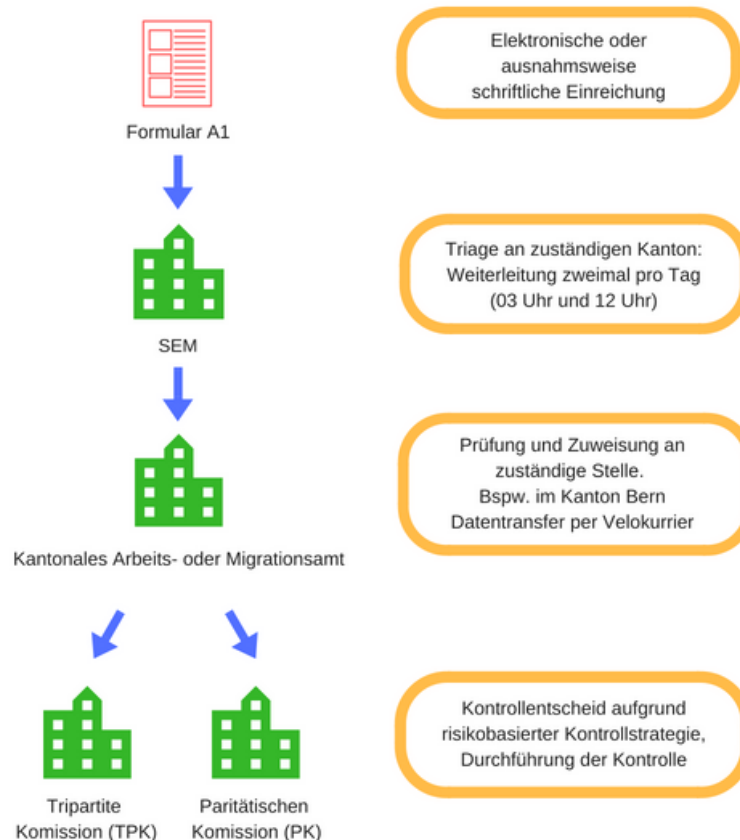 Elektronische oder
ausnahmsweise
schriftliche Einreichung
Formular A1
Triage an zuständigen Kanton:
Weiterleitung zweimal pro Tag
(03 Uhr und 12 Uhr)
SEM
Prüfung und Zuweisung an
zuständige Stelle.
Bspw. im Kanton Bern
Datentransfer per Velokurrier
Kantonales Arbeits- oder Migrationsamt
Kontrollentscheid aufgrund
risikobasierter Kontrollstrategie,
Durchführung der Kontrolle
Tripartite
Komission (TPK)
Paritätischen
Komission (PK)